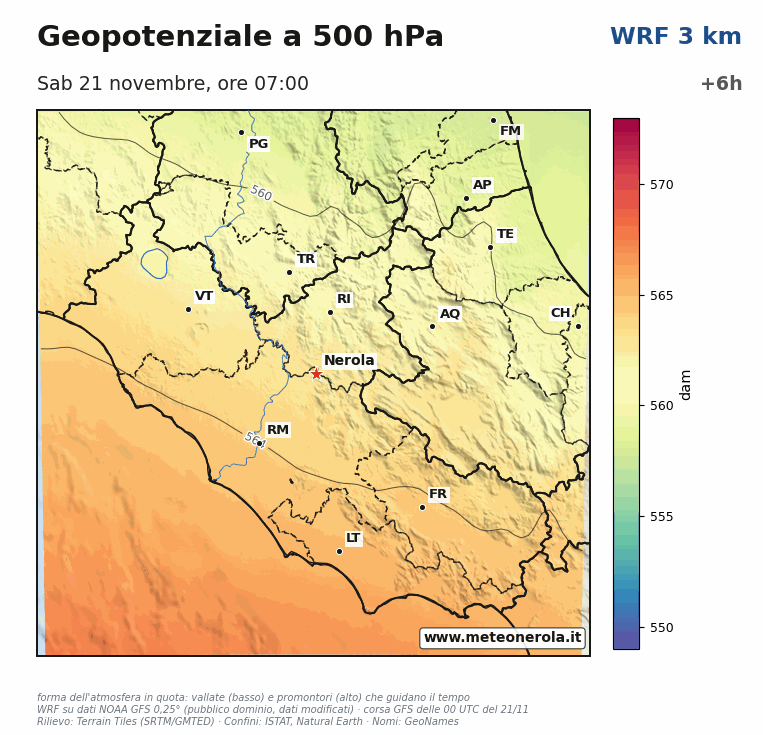 Geopotenziale a 500 hPa
WRF 3 km
Sab 21 novembre, ore 07:00
+6h
PG
FM
560
AP
TE
TR
VT
RI
AQ
CH
Nerola
RM
564
FR
LT
www.meteonerola.it
570
565
560
555
550
dam
forma dell'atmosfera in quota: vallate (basso) e promontori (alto) che guidano il tempo
WRF su dati NOAA GFS 0,25° (pubblico dominio, dati modificati) · corsa GFS delle 00 UTC del 21/11
Rilievo: Terrain Tiles (SRTM/GMTED) · Confini: ISTAT, Natural Earth · Nomi: GeoNames